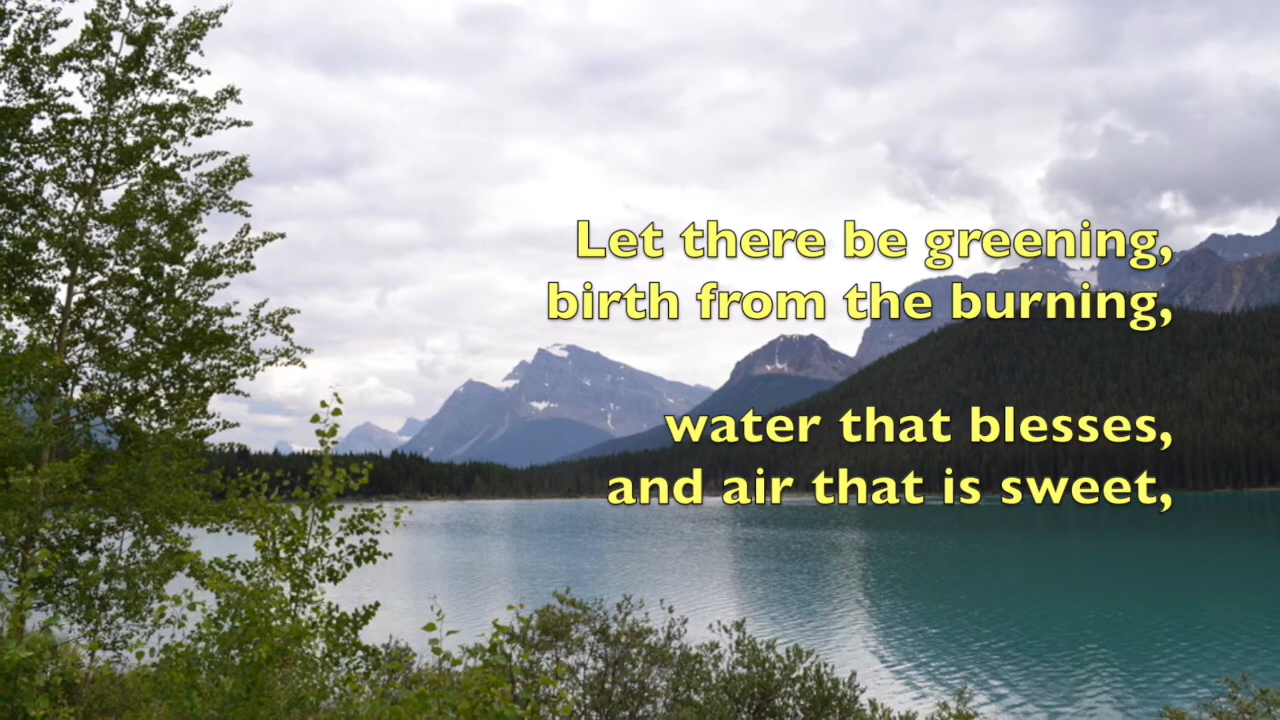 Let there be greening,
birth from the burning,
water that blesses,
and air that is sweet,